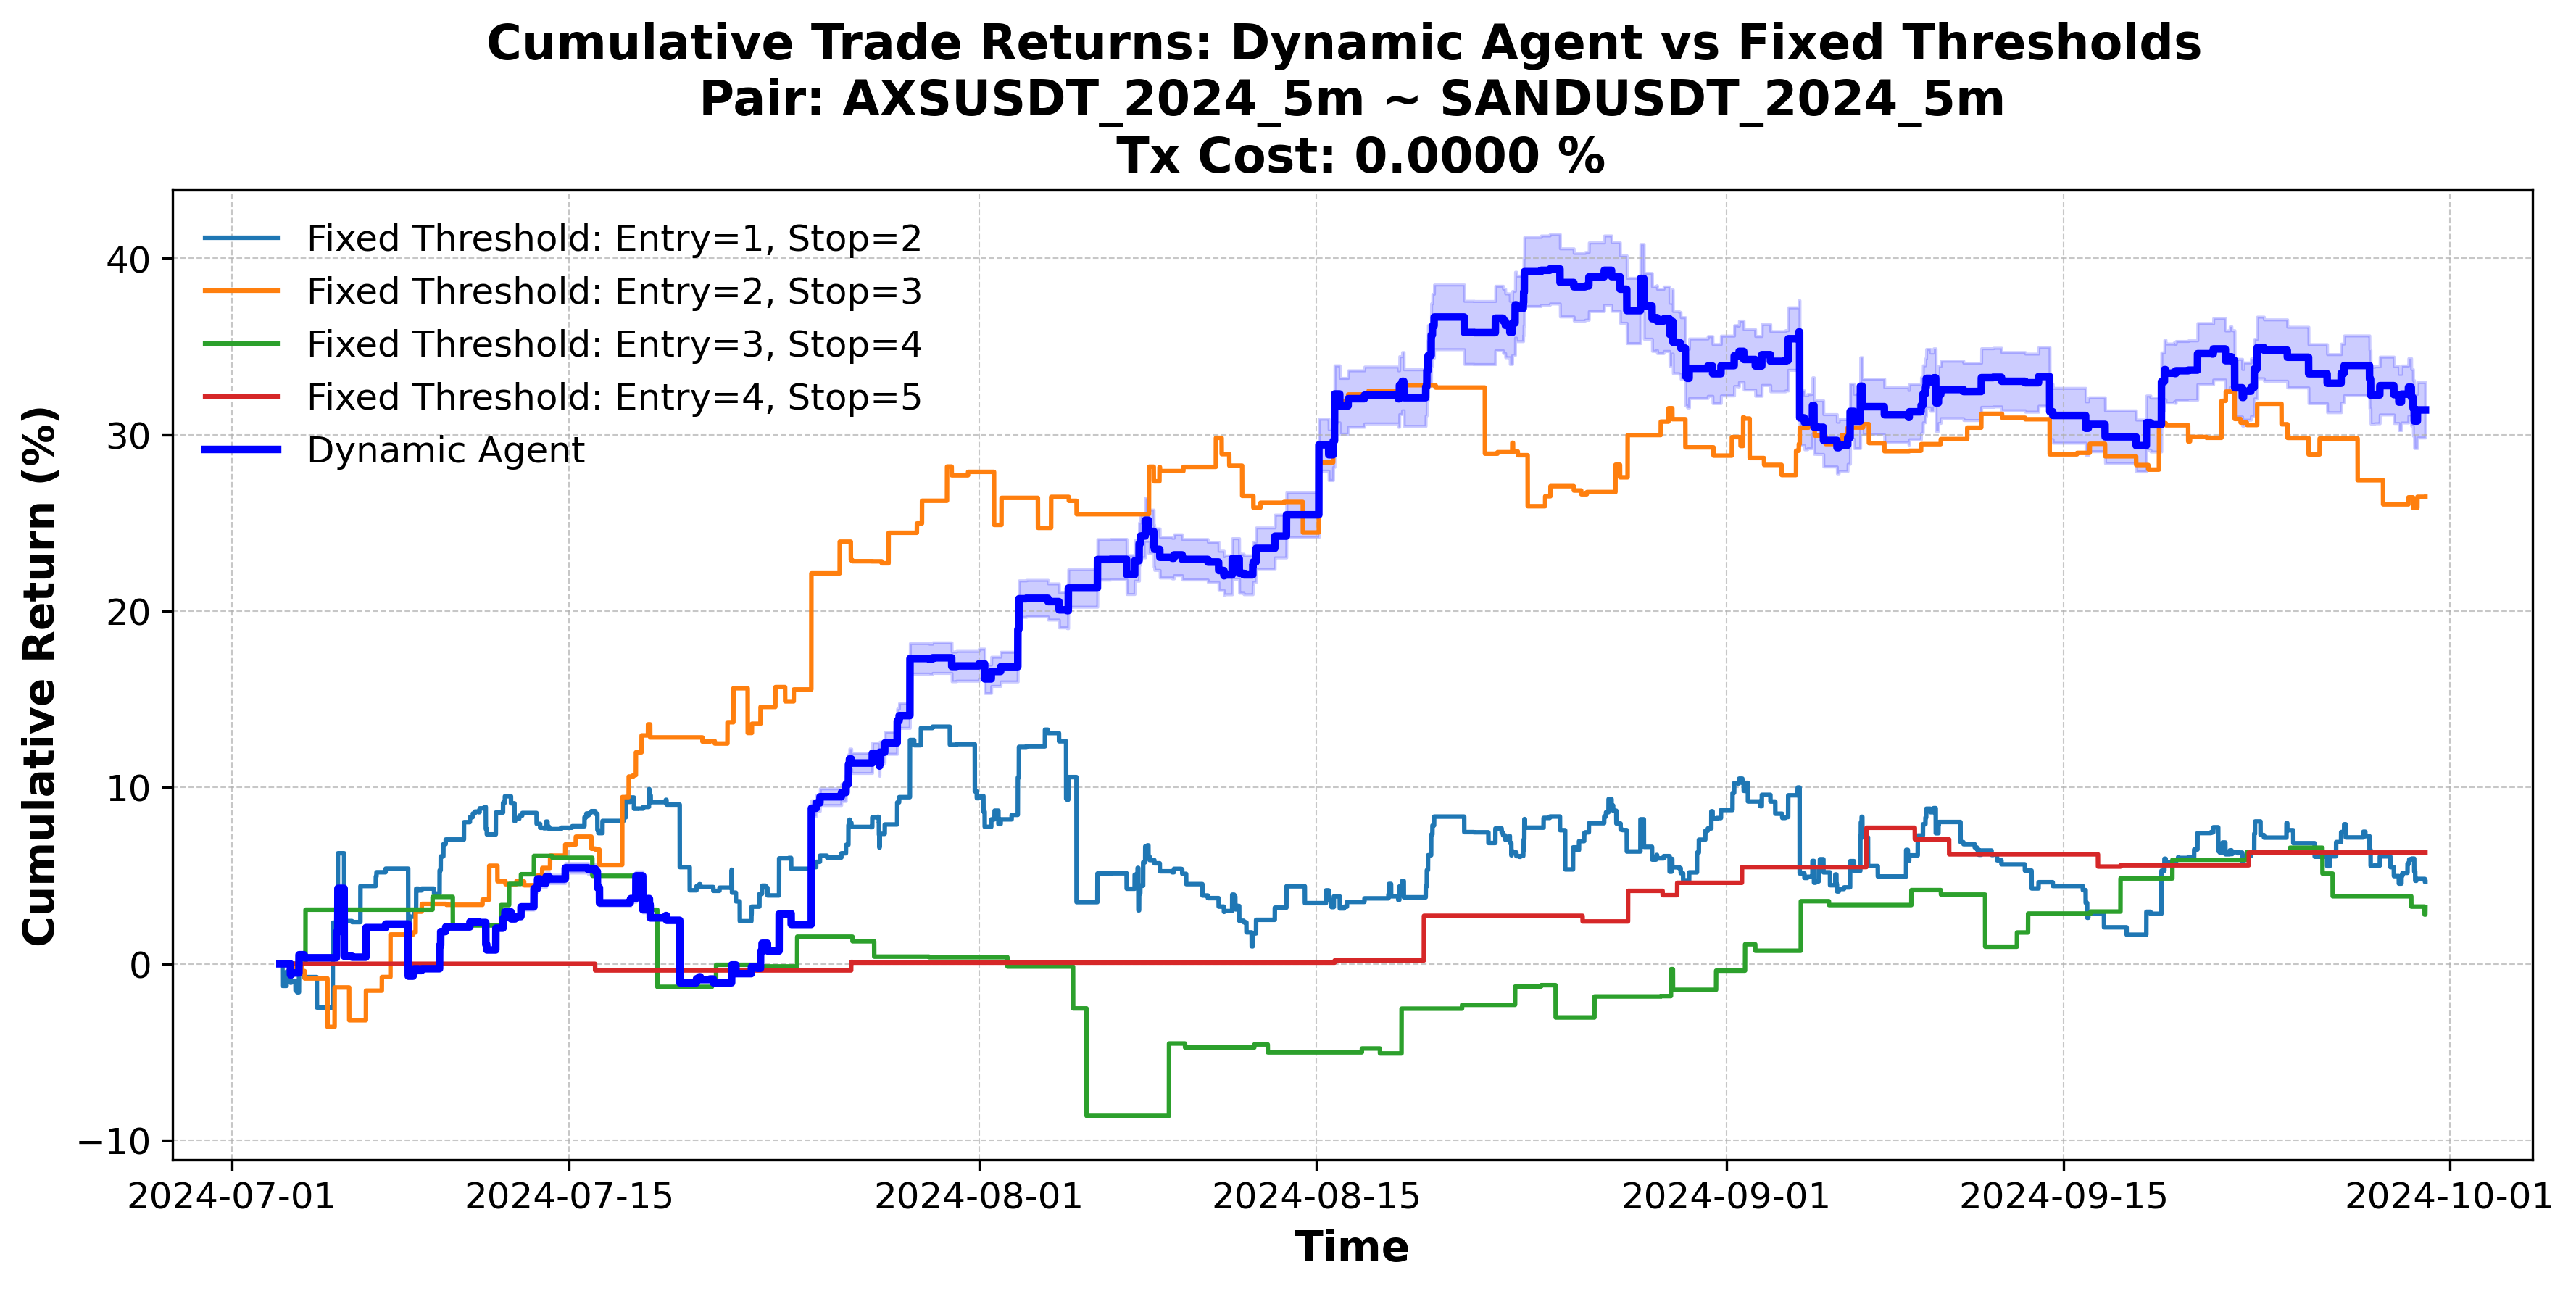 Cumulative Trade Returns: Dynamic Agent vs Fixed Thresholds
Pair: AXSUSDT_2024_5m ~ SANDUSDT_2024_5m
Tx Cost: 0.0000 %
Fixed Threshold: Entry=1, Stop=2
Fixed Threshold: Entry=2, Stop=3
Fixed Threshold: Entry=3, Stop=4
Fixed Threshold: Entry=4, Stop=5
Dynamic Agent
Cumulative Return (%)
40
30
20
10
0
−10
2024-07-01
2024-07-15
2024-08-01
2024-08-15
2024-09-01
2024-09-15
2024-10-01
Time